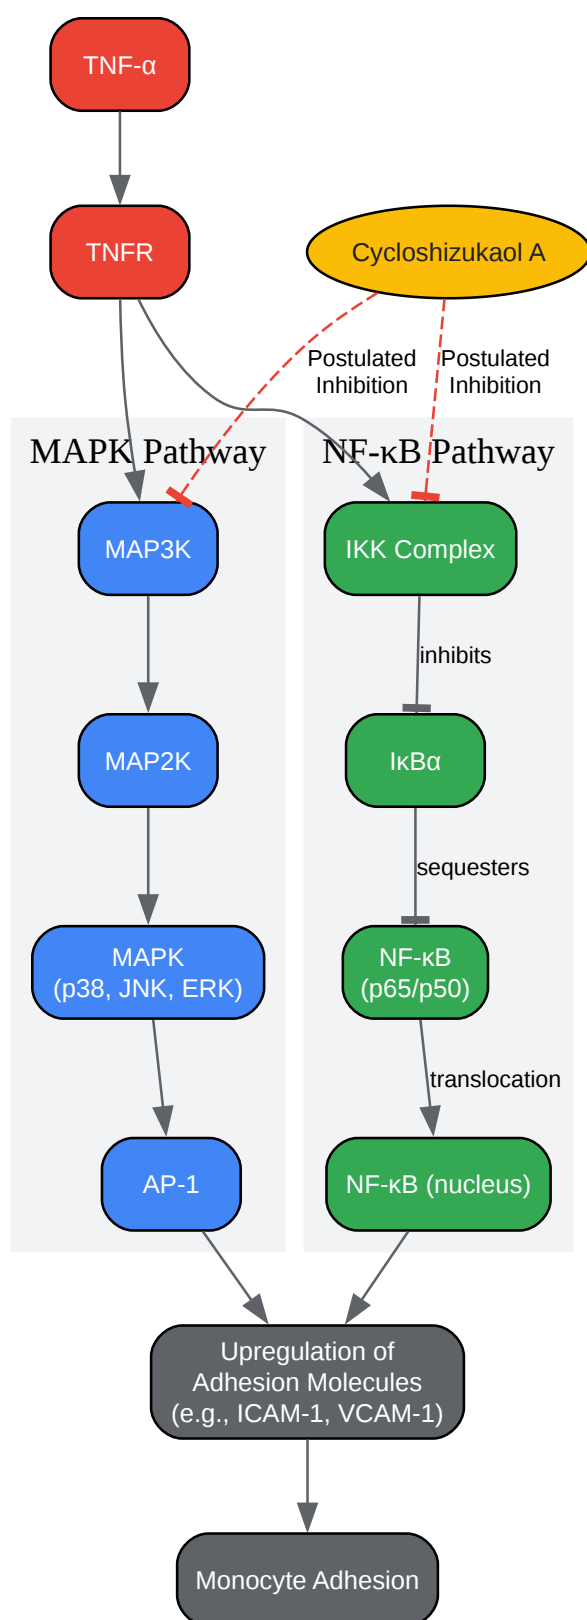 TNF-α
TNFR
Cycloshizukaol A
Postulated
Inhibition
Postulated
Inhibition
MAPK Pathway
NF-κB Pathway
MAP3K
IKK Complex
inhibits
MAP2K
IκBα
sequesters
MAPK
(p38, JNK, ERK)
NF-κB
(p65/p50)
translocation
AP-1
NF-κB (nucleus)
Upregulation of
Adhesion Molecules
(e.g., ICAM-1, VCAM-1)
Monocyte Adhesion